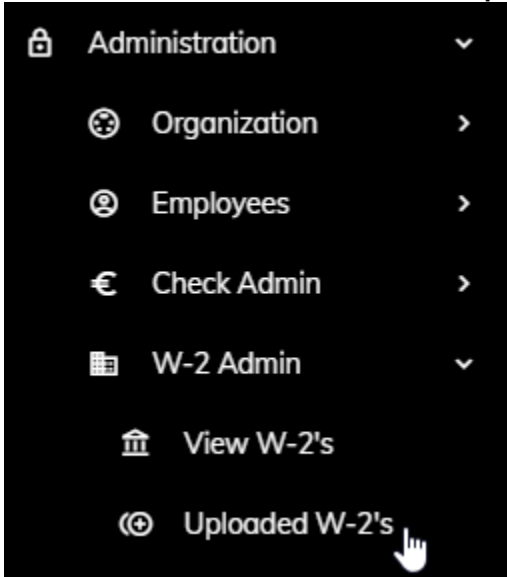 Administration
Organization
Employees
Check Admin
W-2 Admin
View W-2's
Uploaded W-2's